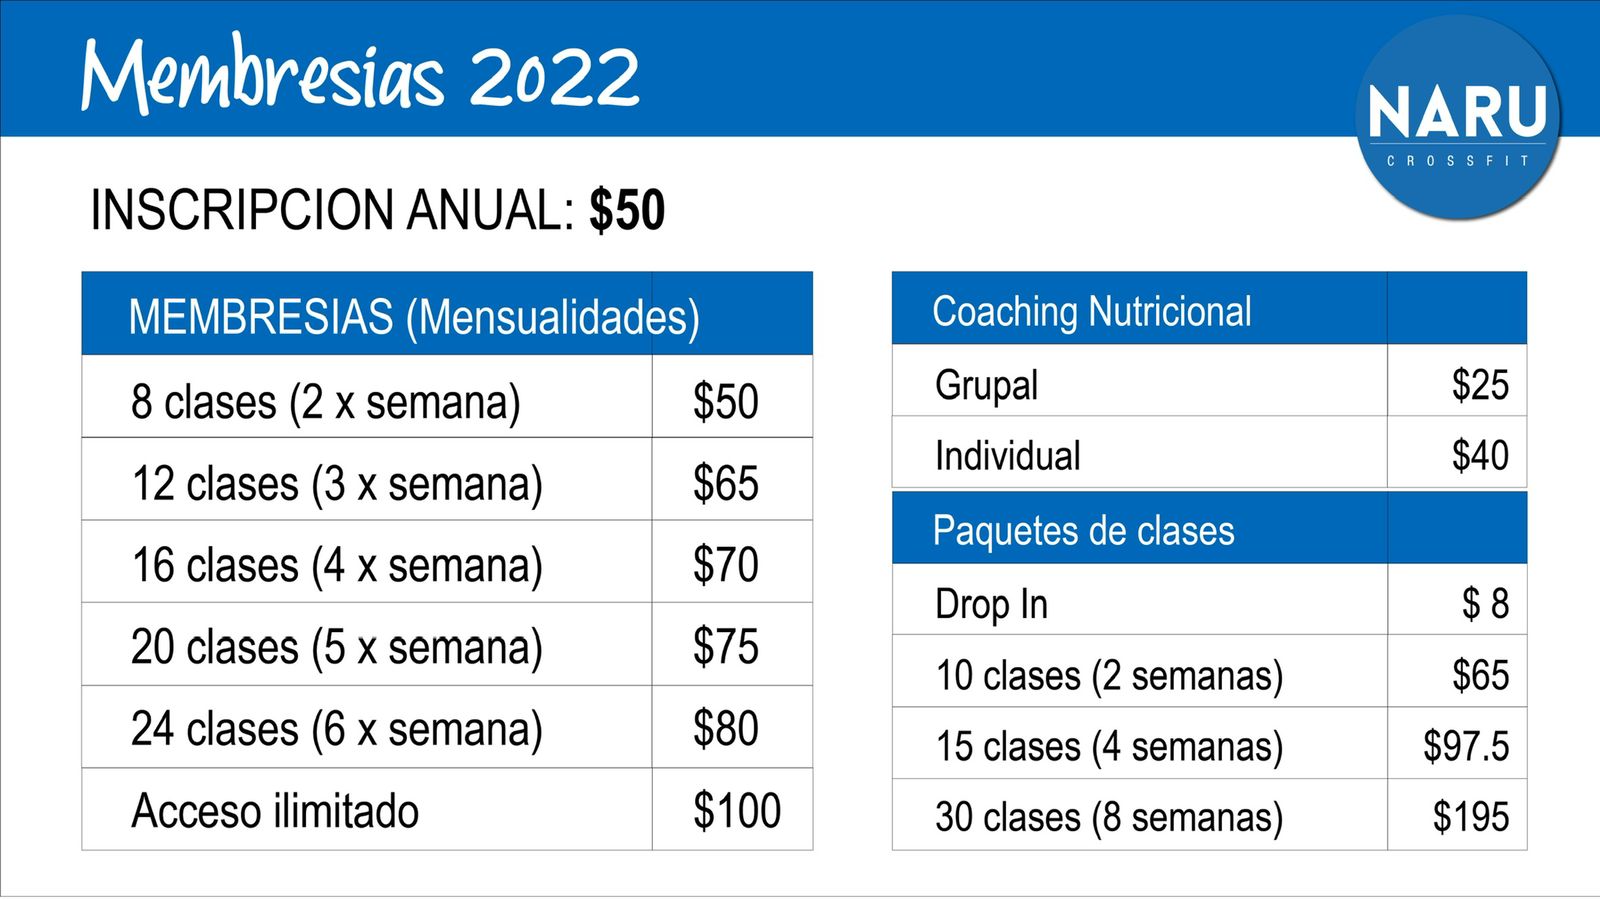 Membresias 2022
NARU
CROSSFIT
INSCRIPCION ANUAL: $50
MEMBRESIAS (Mensualidades)
8 clases (2 x semana) $50
12 clases (3 x semana) $65
16 clases (4 x semana) $70
20 clases (5 x semana) $75
24 clases (6 x semana) $80
Acceso ilimitado $100
Coaching Nutricional
Grupal $25
Individual $40
Paquetes de clases
Drop In $ 8
10 clases (2 semanas) $65
15 clases (4 semanas) $97.5
30 clases (8 semanas) $195